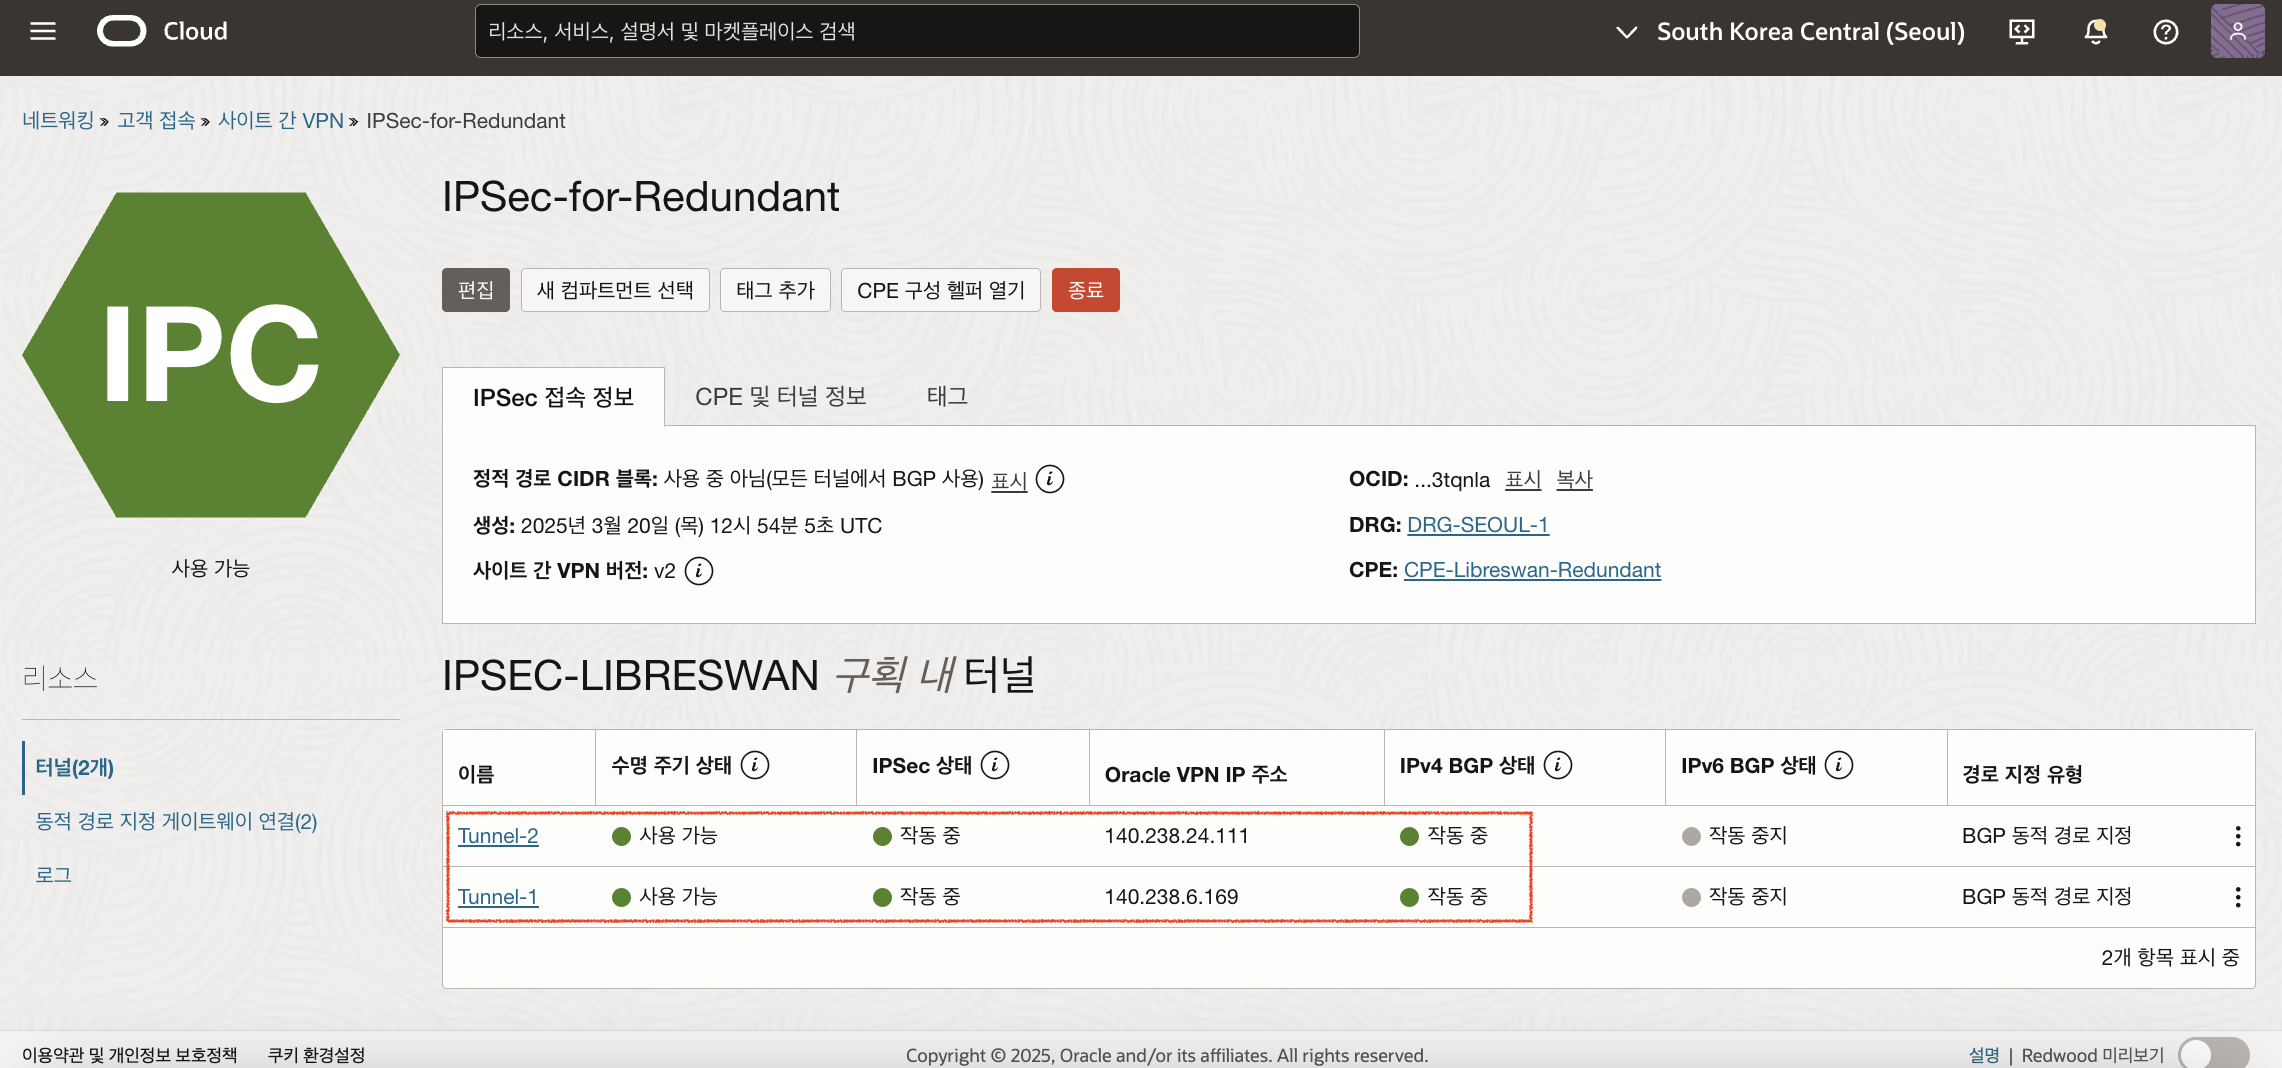 Cloud
리소스, 서비스, 설명서 및 마켓플레이스 검색
South Korea Central (Seoul)
네트워킹 » 고객 접속 » 사이트 간 VPN » IPSec-for-Redundant
IPC
사용 가능
IPSec-for-Redundant
편집 새 컴파트먼트 선택 태그 추가 CPE 구성 헬퍼 열기 종료
IPSec 접속 정보 CPE 및 터널 정보 태그
정적 경로 CIDR 블록: 사용 중 아님(모든 터널에서 BGP 사용) 표시
생성: 2025년 3월 20일 (목) 12시 54분 5초 UTC
사이트 간 VPN 버전: v2
OCID: ...3tqnla 표시 복사
DRG: DRG-SEOUL-1
CPE: CPE-Libreswan-Redundant
리소스
터널(2개)
동적 경로 지정 게이트웨이 연결(2)
로그
IPSEC-LIBRESWAN 구획 내 터널
이름 수명 주기 상태 IPSec 상태 Oracle VPN IP 주소 IPv4 BGP 상태 IPv6 BGP 상태 경로 지정 유형
Tunnel-2 사용 가능 작동 중 140.238.24.111 작동 중 작동 중지 BGP 동적 경로 지정
Tunnel-1 사용 가능 작동 중 140.238.6.169 작동 중 작동 중지 BGP 동적 경로 지정
2개 항목 표시 중
이용약관 및 개인정보 보호정책 쿠키 환경설정
Copyright © 2025, Oracle and/or its affiliates. All rights reserved.
설명 | Redwood 미리보기